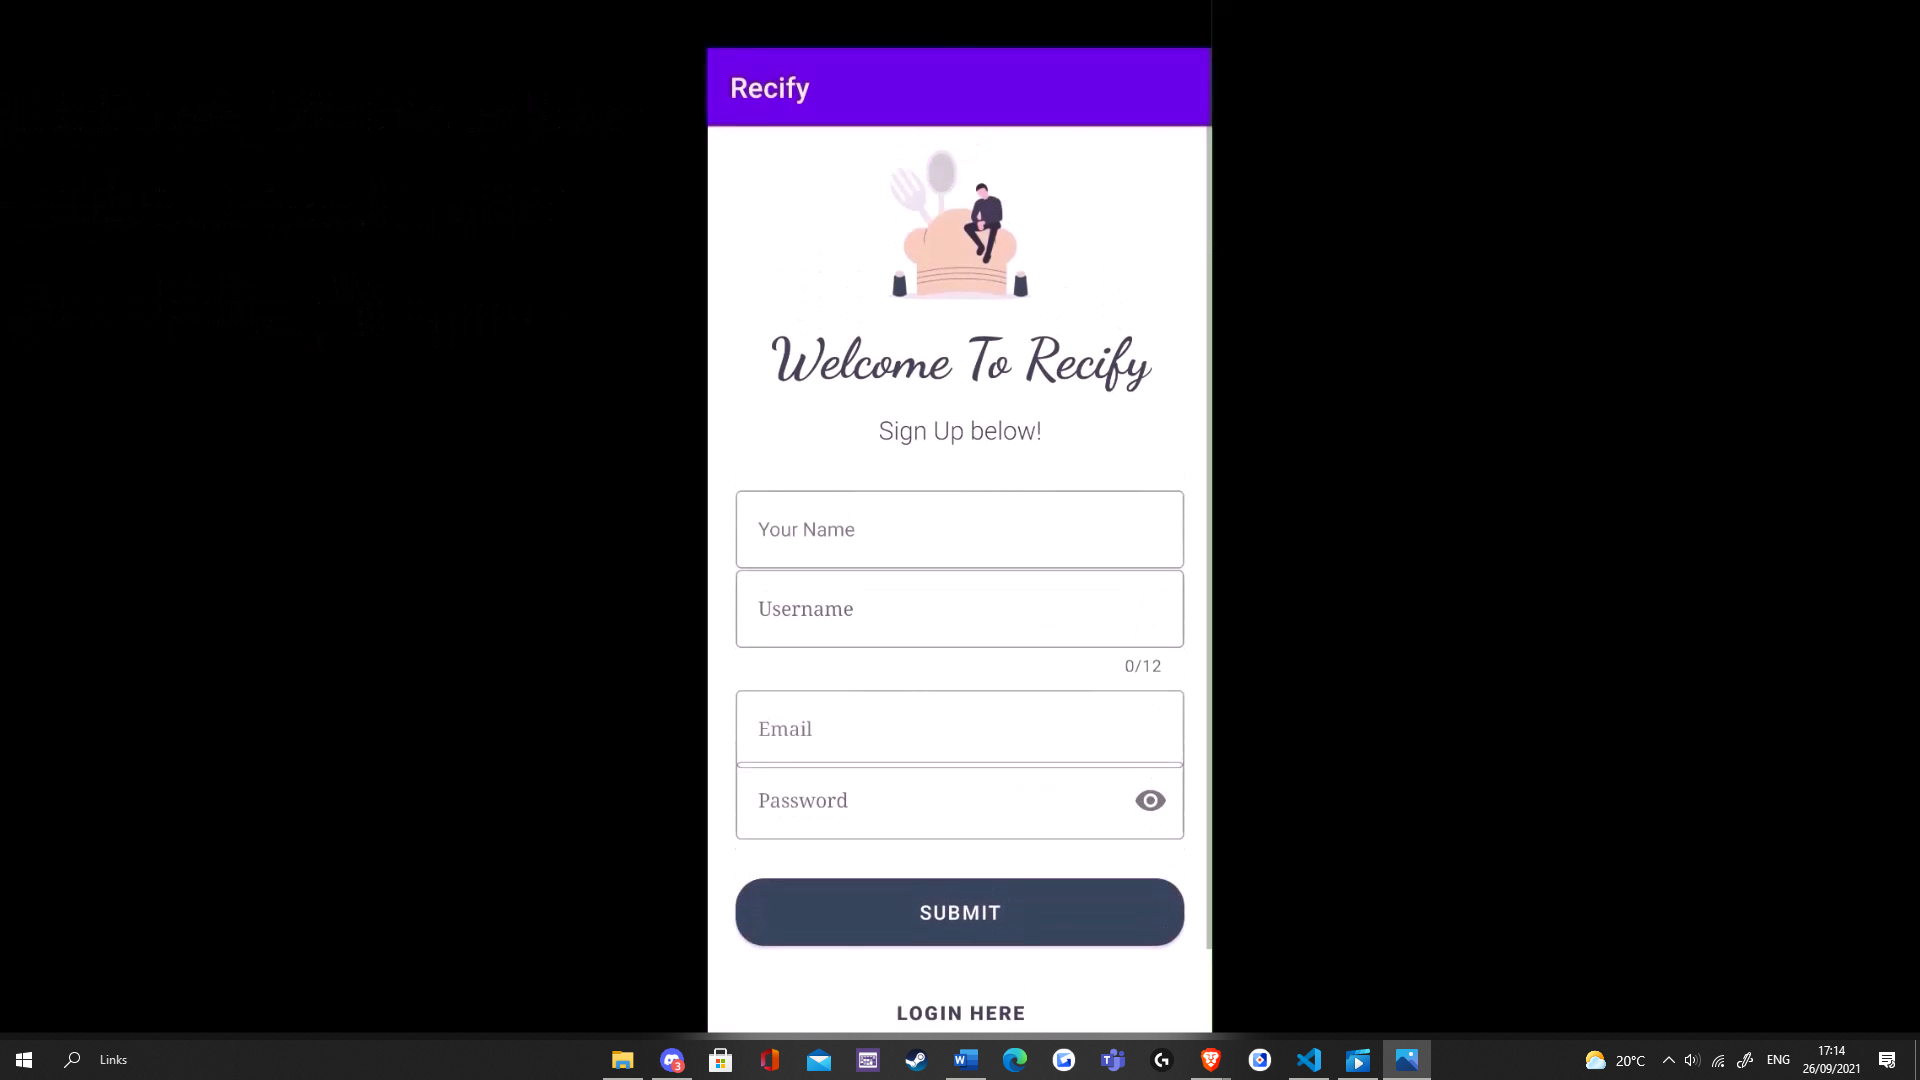 Recify
Welcome To Recify
Sign Up below!
Your Name
Username
0/12
Email
Password
SUBMIT
LOGIN HERE
Links
3
20°C
ENG
17:14
26/09/2021